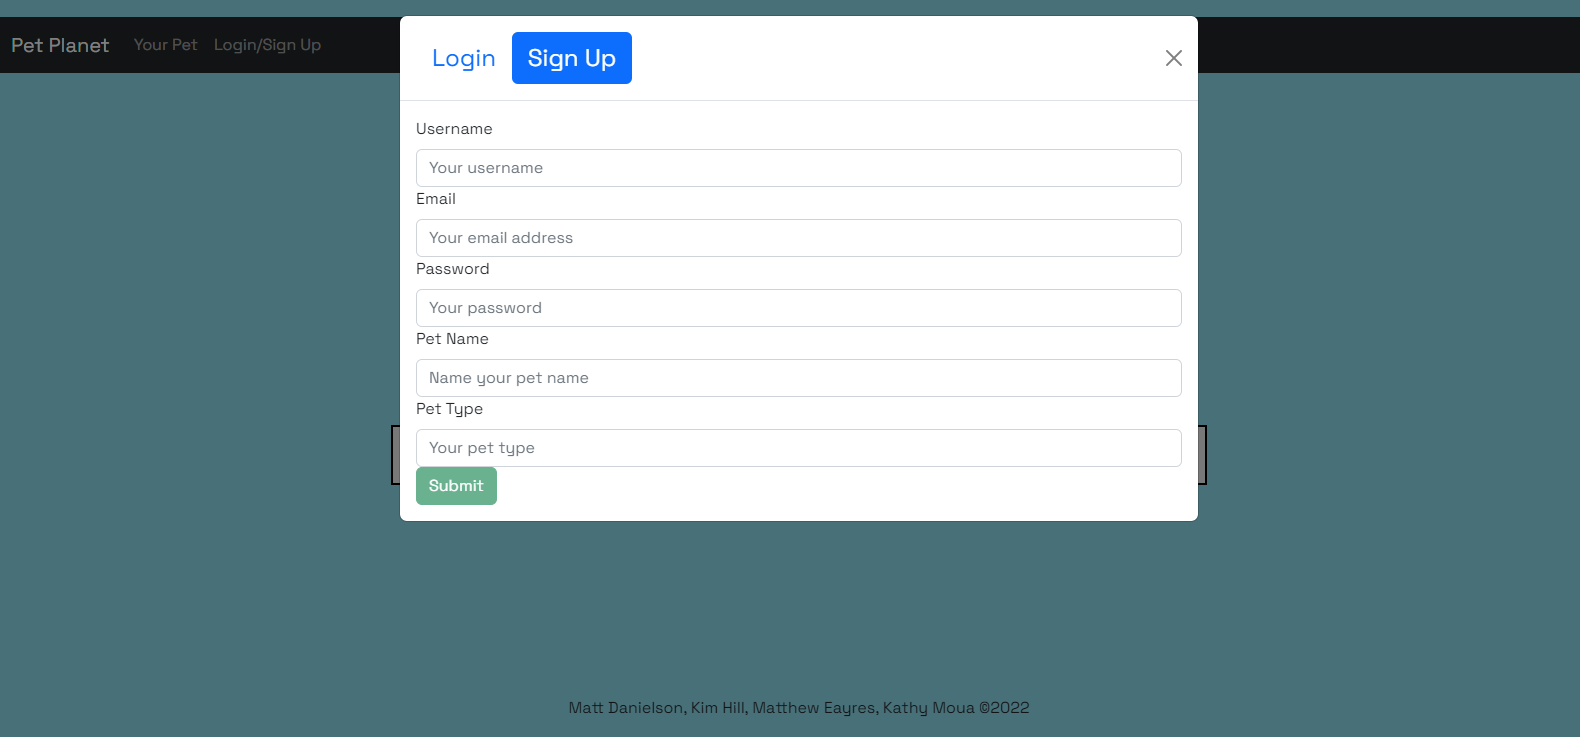 Pet Planet Your Pet Login/Sign Up
Login Sign Up
Username
Your username
Email
Your email address
Password
Your password
Pet Name
Name your pet name
Pet Type
Your pet type
Submit
Matt Danielson, Kim Hill, Matthew Eayres, Kathy Moua ©2022